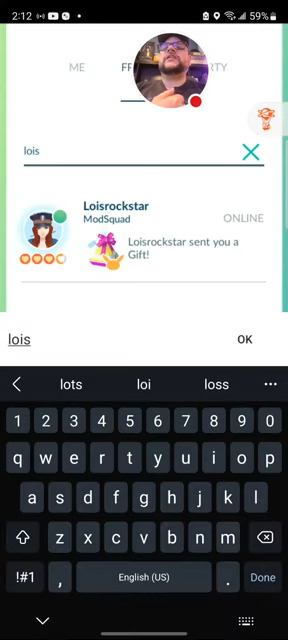 2:12
59%
ME
FR
RTY
lois
Loisrockstar
ModSquad
ONLINE
Loisrockstar sent you a
Gift!
lois
OK
lots loi loss
1 2 3 4 5 6 7 8 9 0
q w e r t y u i o p
a s d f g h j k l
z x c v b n m
!#1 , English (US) . Done